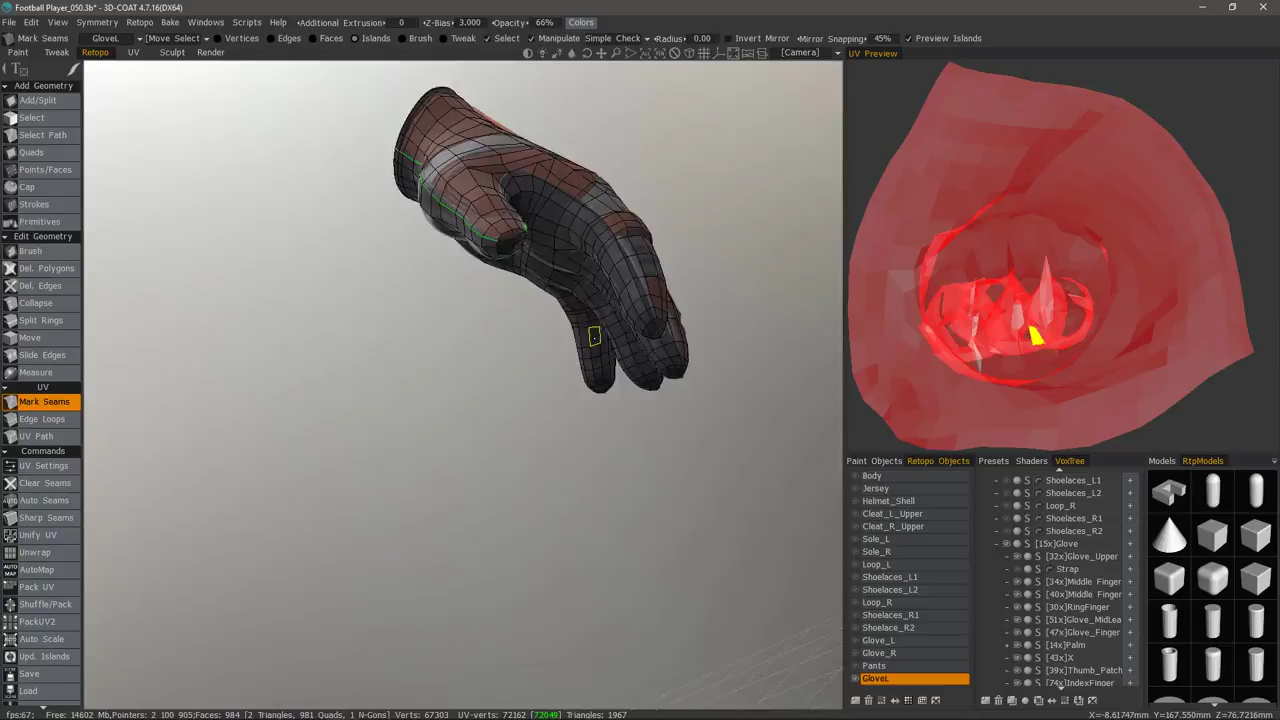 Football Player_050.3b* - 3D-COAT 4.7.16(DX64)
File Edit View Symmetry Retopo Bake Windows Scripts Help Additional Extrusion 0 Z-Bias 3.000 Opacity 66% Colors
Mark Seams GloveL [Move Select Vertices Edges Faces Islands Brush Tweak Select Manipulate Simple Check Radius 0.00 Invert Mirror Mirror Snapping 45% Preview Islands
Paint Tweak Retopo UV Sculpt Render [Camera] UV Preview
Add Geometry
Add/Split
Select
Select Path
Quads
Points/Faces
Cap
Strokes
Primitives
Edit Geometry
Brush
Del. Polygons
Del. Edges
Collapse
Split Rings
Move
Slide Edges
Measure
UV
Mark Seams
Edge Loops
UV Path
Commands
UV Settings
Clear Seams
Auto Seams
Sharp Seams
Unify UV
Unwrap
AutoMap
Pack UV
Shuffle/Pack
PackUV2
Auto Scale
Upd. Islands
Save
Load
Paint Objects Retopo Objects Presets Shaders VoxTree Models RtpModels
Body
Jersey
Helmet_Shell
Cleat_L_Upper
Cleat_R_Upper
Sole_L
Sole_R
Loop_L
Shoelaces_L1
Shoelaces_L2
Loop_R
Shoelaces_R1
Shoelace_R2
Glove_L
Glove_R
Pants
GloveL
Shoelaces_L1
Shoelaces_L2
Loop_R
Shoelaces_R1
Shoelaces_R2
[15x]Glove
[32x]Glove_Upper
Strap
[34x]Middle Finger
[40x]Middle Finger
[30x]RingFinger
[51x]Glove_MidLea
[47x]Glove_Finger
[14x]Palm
[43x]X
[39x]Thumb_Patch
[74x]IndexFinger
fps:67; Free: 14602 Mb,Polygons: 2 100 905;Faces: 984 (2 Triangles, 981 Quads, 1 N-Gons) Verts: 67303 UV-verts: 72162 [72049] Triangles: 1967 X=-8.61747mm Y=167.550mm Z=76.7216mm